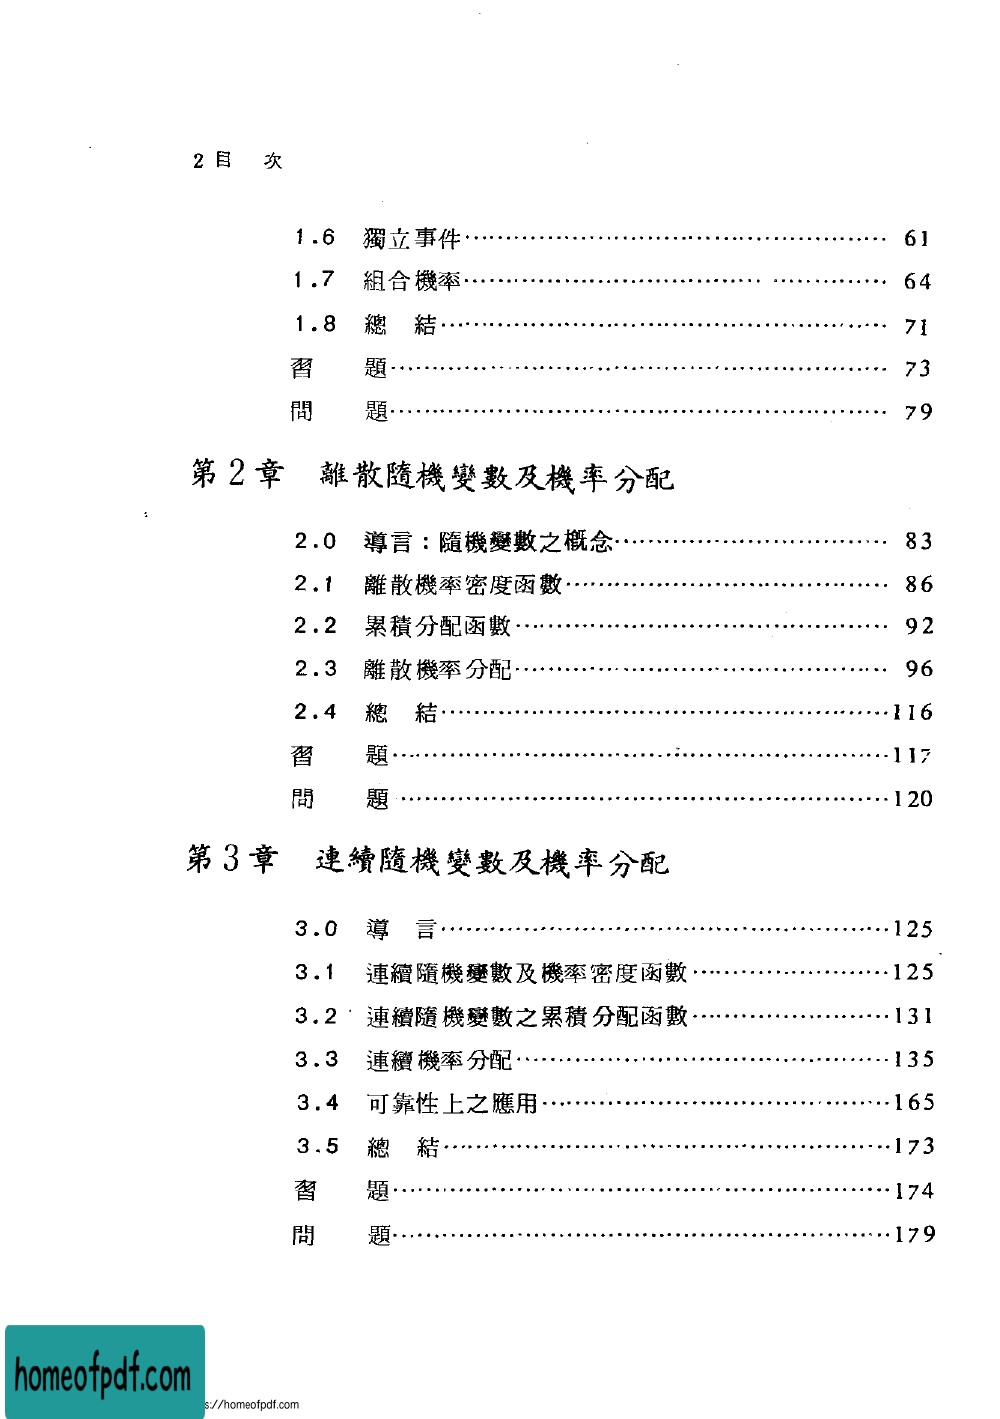 2 目 次
1.6 獨立事件…………………………………………… 61
1.7 組合機率…………………………………………… 64
1.8 總 結…………………………………………… 71
習 題…………………………………………… 73
問 題…………………………………………… 79
第2章 離散隨機變數及機率分配
2.0 導言：隨機變數之概念…………………………… 83
2.1 離散機率密度函數………………………………… 86
2.2 累積分配函數……………………………………… 92
2.3 離散機率分配……………………………………… 96
2.4 總 結……………………………………………116
習 題……………………………………………117
問 題……………………………………………120
第3章 連續隨機變數及機率分配
3.0 導 言……………………………………………125
3.1 連續隨機變數及機率密度函數……………………125
3.2 連續隨機變數之累積分配函數……………………131
3.3 連續機率分配………………………………………135
3.4 可靠性上之應用……………………………………165
3.5 總 結……………………………………………173
習 題……………………………………………174
問 題……………………………………………179
homeofpdf.com
s://homeofpdf.com